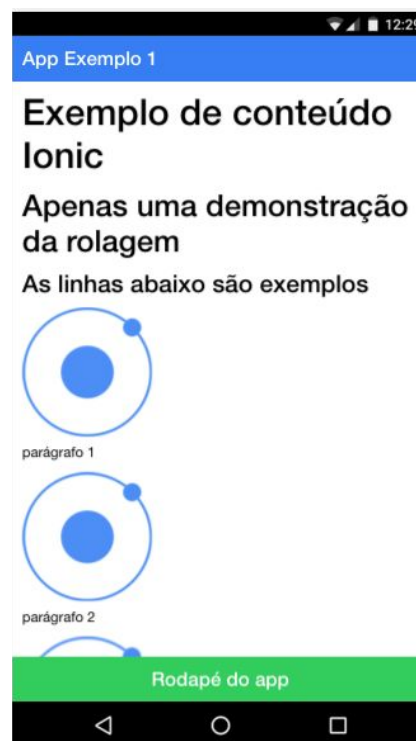 12:29
App Exemplo 1
Exemplo de conteúdo
Ionic
Apenas uma demonstração
da rolagem
As linhas abaixo são exemplos
parágrafo 1
parágrafo 2
Rodapé do app